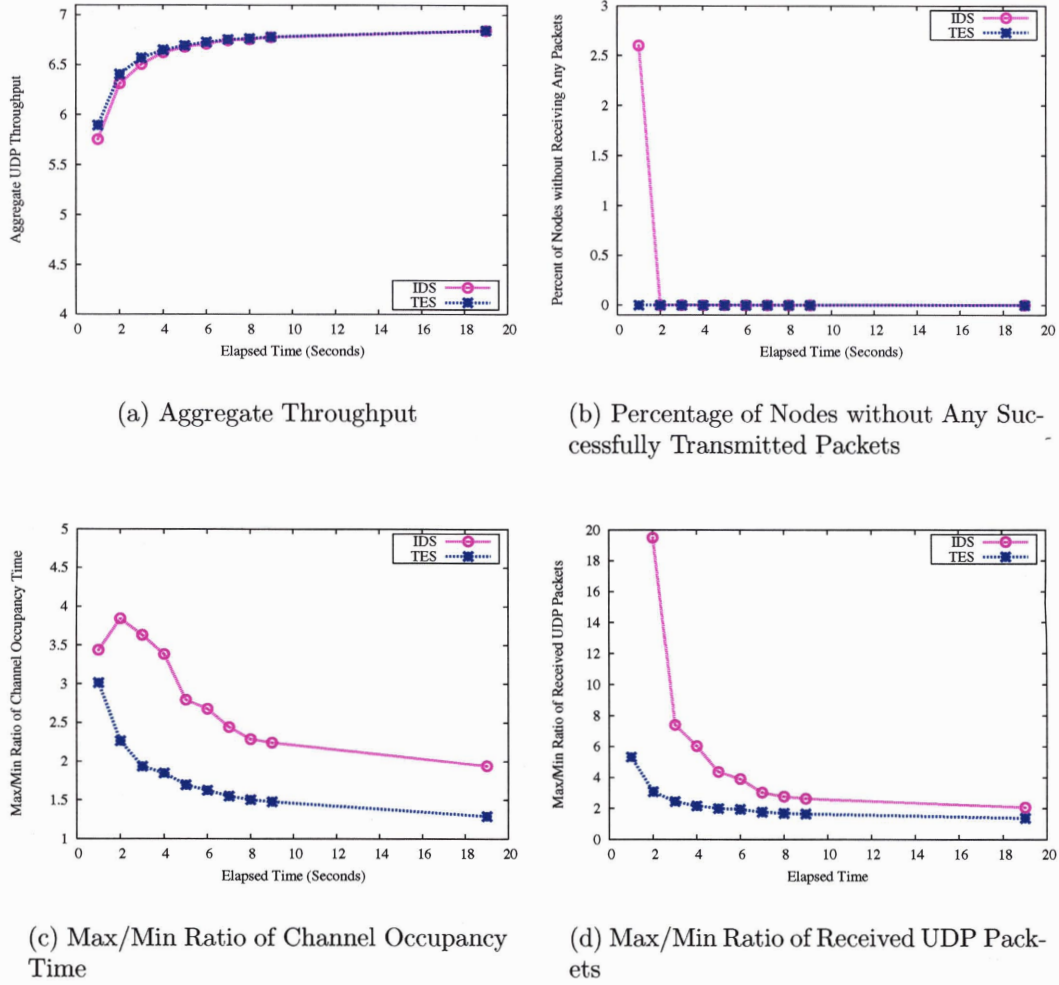 7
6.5
6
5.5
5
4.5
4
Aggregate UDP Throughput
IDS
TES
0 2 4 6 8 10 12 14 16 18 20
Elapsed Time (Seconds)
(a) Aggregate Throughput
3
2.5
2
1.5
1
0.5
0
Percent of Nodes without Receiving Any Packets
IDS
TES
0 2 4 6 8 10 12 14 16 18 20
Elapsed Time (Seconds)
(b) Percentage of Nodes without Any Suc-
cessfully Transmitted Packets
5
4.5
4
3.5
3
2.5
2
1.5
1
Max/Min Ratio of Channel Occupancy Time
IDS
TES
0 2 4 6 8 10 12 14 16 18 20
Elapsed Time (Seconds)
(c) Max/Min Ratio of Channel Occupancy
Time
20
18
16
14
12
10
8
6
4
2
0
Max/Min Ratio of Received UDP Packets
IDS
TES
0 2 4 6 8 10 12 14 16 18 20
Elapsed Time
(d) Max/Min Ratio of Received UDP Pack-
ets